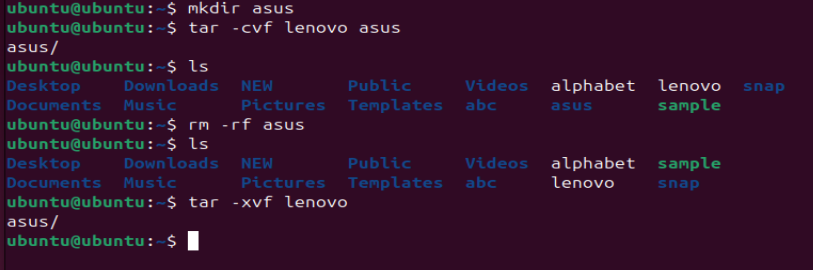 ubuntu@ubuntu:~$ mkdir asus
ubuntu@ubuntu:~$ tar -cvf lenovo asus
asus/
ubuntu@ubuntu:~$ ls
Desktop Downloads NEW Public Videos alphabet lenovo snap
Documents Music Pictures Templates abc asus sample
ubuntu@ubuntu:~$ rm -rf asus
ubuntu@ubuntu:~$ ls
Desktop Downloads NEW Public Videos alphabet sample
Documents Music Pictures Templates abc lenovo snap
ubuntu@ubuntu:~$ tar -xvf lenovo
asus/
ubuntu@ubuntu:~$